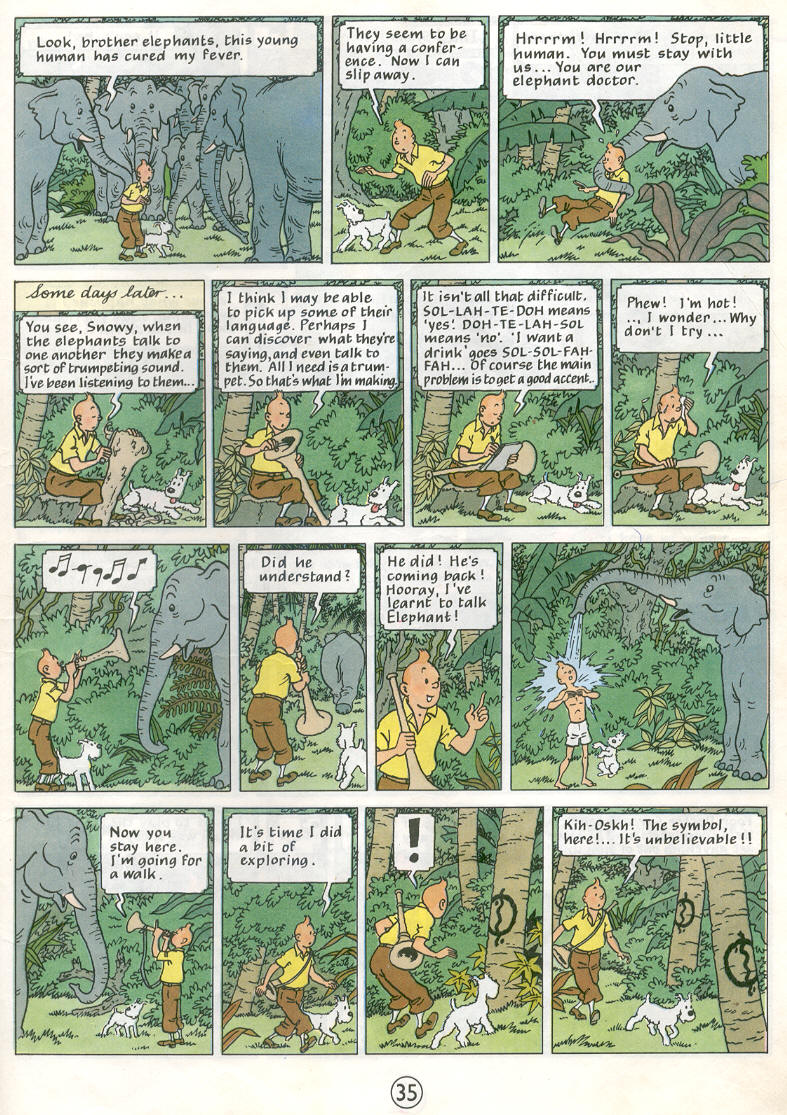 Look, brother elephants, this young
human has cured my fever.
They seem to be
having a confer-
ence. Now I can
slip away.
Hrrrrm! Hrrrrm! Stop, little
human. You must stay with
us... You are our
elephant doctor.
Some days later...
You see, Snowy, when
the elephants talk to
one another they make a
sort of trumpeting sound.
I've been listening to them...
I think I may be able
to pick up some of their
language. Perhaps I
can discover what they're
saying, and even talk to
them. All I need is a trum-
pet. So that's what I'm making.
It isn't all that difficult.
SOL-LAH-TE-DOH means
'yes'. DOH-TE-LAH-SOL
means 'no'. 'I want a
drink' goes SOL-SOL-FAH-
FAH... Of course the main
problem is to get a good accent..
Phew! I'm hot!
... I wonder... Why
don't I try...
Did he
understand?
He did! He's
coming back!
Hooray, I've
learnt to talk
Elephant!
Now you
stay here.
I'm going for
a walk.
It's time I did
a bit of
exploring.
!
Kih-Oskh! The symbol,
here!... It's unbelievable!!
35